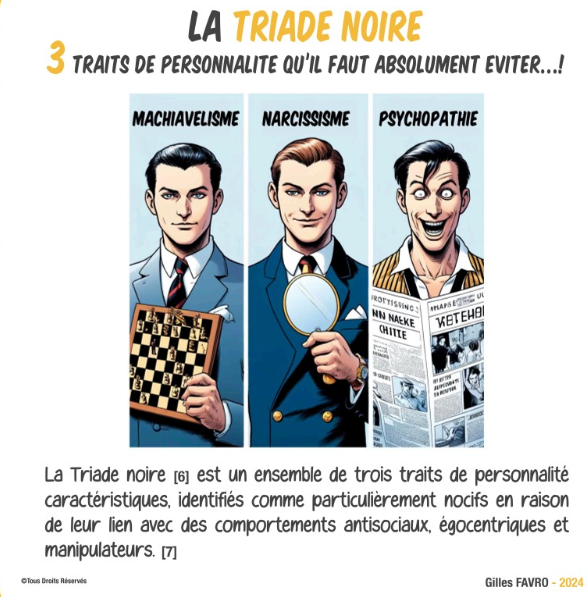 LA TRIADE NOIRE
3 TRAITS DE PERSONNALITE QU'IL FAUT ABSOLUMENT EVITER...!
MACHIAVELISME NARCISSISME PSYCHOPATHIE
La Triade noire [6] est un ensemble de trois traits de personnalité
caractéristiques, identifiés comme particulièrement nocifs en raison
de leur lien avec des comportements antisociaux, égocentriques et
manipulateurs. [7]
©Tous Droits Réservés
Gilles FAVRO - 2024